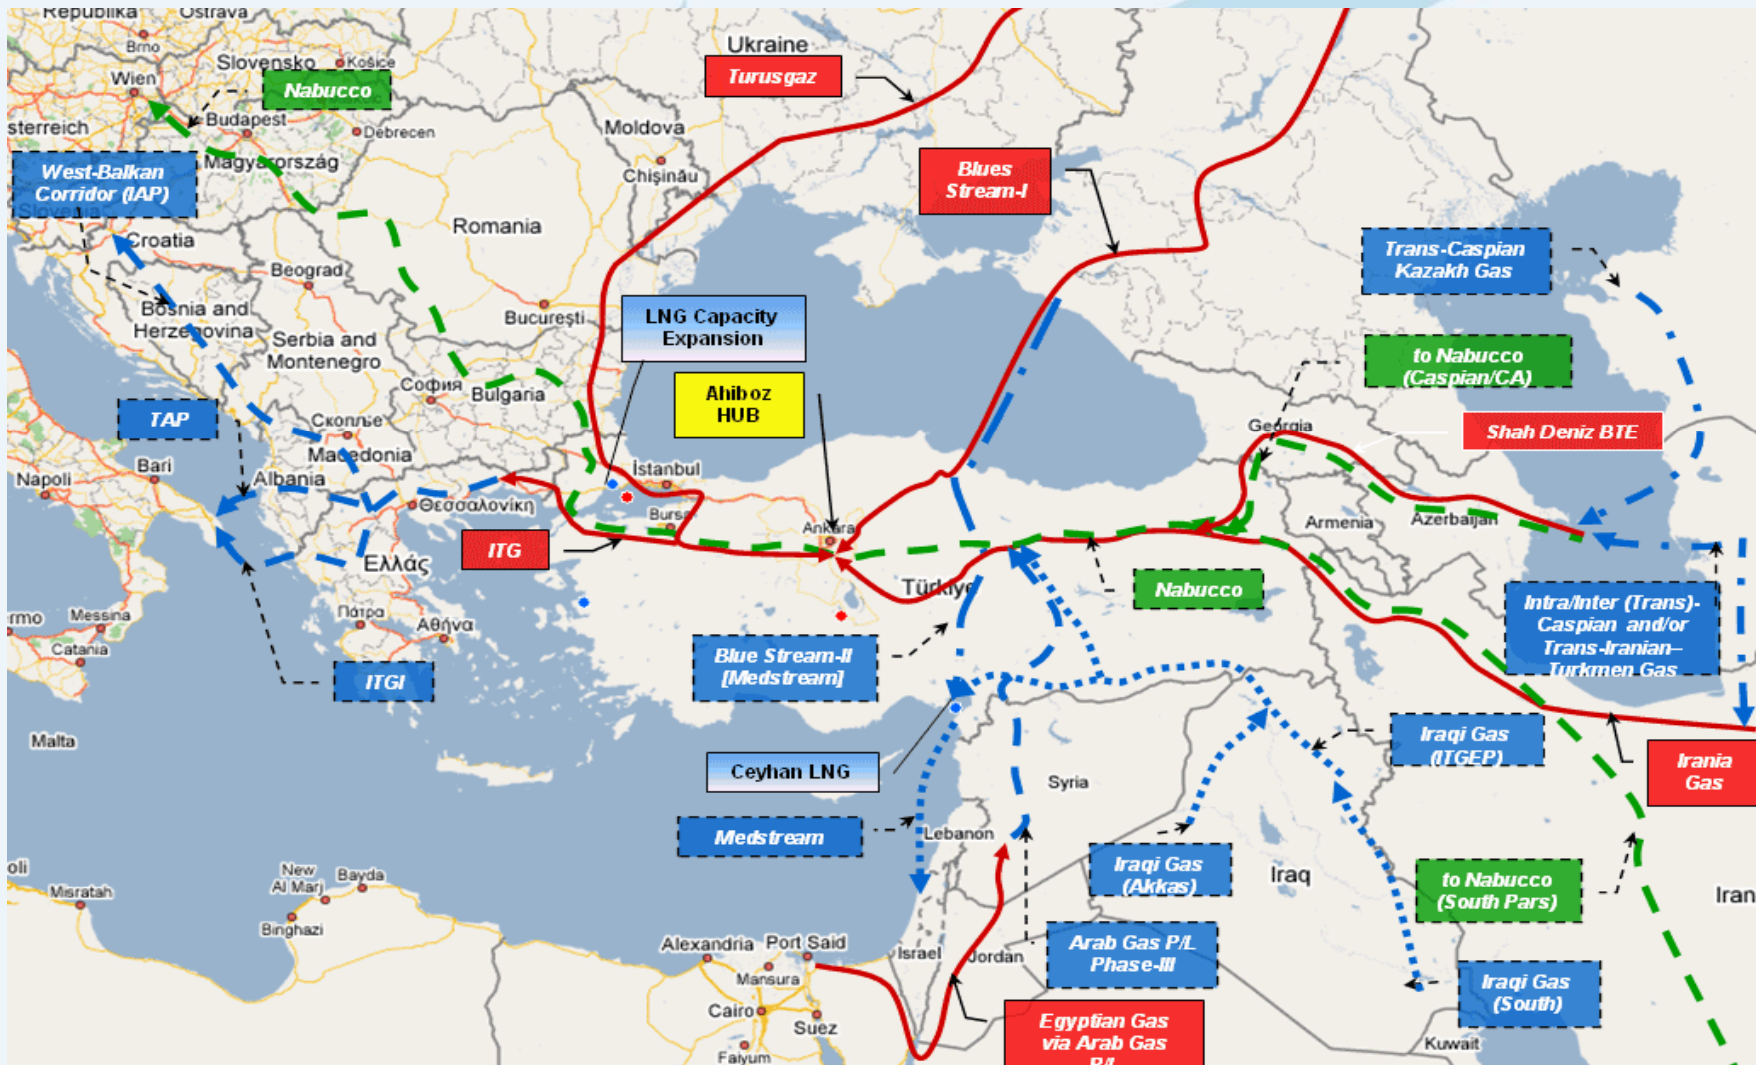 Republika
Ostrava
Brno
Slovensko
Košice
Ukraine
Wien
Nabucco
Turusgaz
sterreich
Budapest
Debrecen
Moldova
Magyarország
Chişinău
West-Balkan
Corridor (IAP)
Slovenia
Blues
Stream-I
Croatia
Romania
Beograd
Trans-Caspian
Kazakh Gas
Bosnia and
Herzegovina
Bucureşti
LNG Capacity
Expansion
Serbia and
Montenegro
to Nabucco
(Caspian/CA)
София
Bulgaria
Ahiboz
HUB
TAP
Скопље
Macedonia
Georgia
Shah Deniz BTE
Bari
Napoli
Albania
İstanbul
Θεσσαλονίκη
Bursa
Ankara
Armenia
Azerbaijan
ITG
Ελλάς
Türkiye
Nabucco
Intra/Inter (Trans)-
Caspian and/or
Trans-Iranian–
Turkmen Gas
rmo
Messina
Catania
Πάτρα
Αθήνα
Blue Stream-II
[Medstream]
ITGI
Malta
Iraqi Gas
(ITGEP)
Irania
Gas
Ceyhan LNG
Syria
Medstream
Lebanon
Iraqi Gas
(Akkas)
Iraq
to Nabucco
(South Pars)
Iran
oli
Misratah
New
Al Marj
Bayda
Binghazi
Alexandria
Port Said
Mansura
Israel
Jordan
Arab Gas P/L
Phase-III
Iraqi Gas
(South)
Cairo
Suez
Faiyum
Egyptian Gas
via Arab Gas
P/L
Kuwait